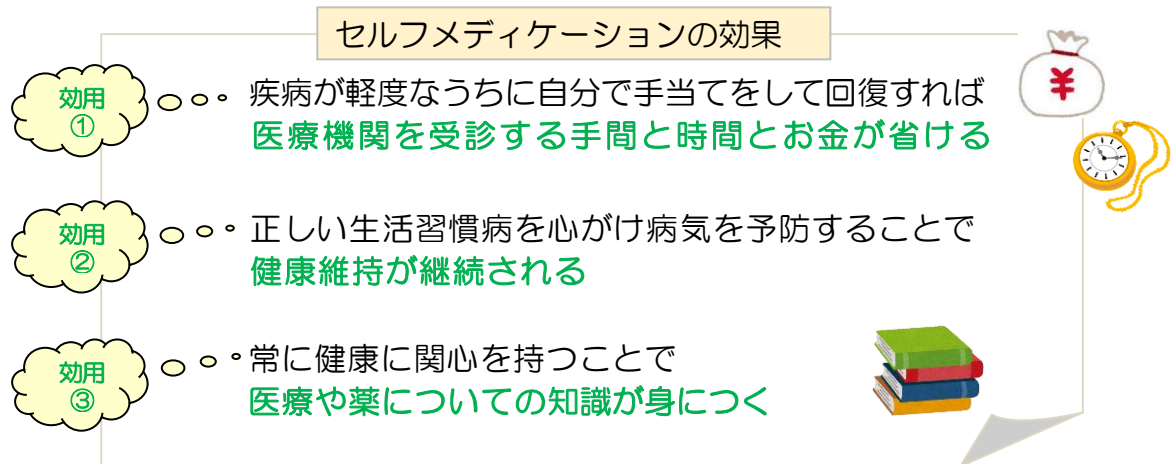 セルフメディケーションの効果
効用
①
疾病が軽度なうちに自分で手当てをして回復すれば
医療機関を受診する手間と時間とお金が省ける
¥
効用
②
正しい生活習慣病を心がけ病気を予防することで
健康維持が継続される
効用
③
常に健康に関心を持つことで
医療や薬についての知識が身につく